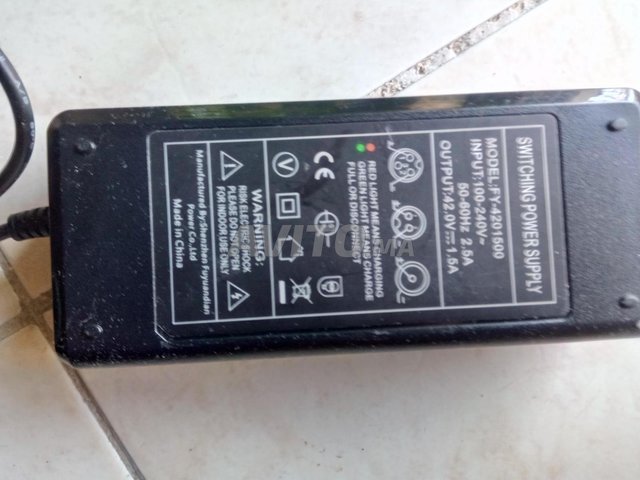 SWITCHING POWER SUPPLY
MODEL:FY-4201500
INPUT:100-240V~
50-60Hz 2.5A
OUTPUT:42.0V⎓1.5A
RED LIGHT MEANS CHARGING
GREEN LIGHT MEANS CHARGE
FULL OR DISCONNECT
CE
V
WARNING:
RISK ELECTRIC SHOCK
PLEASE DO NOT OPEN
FOR INDOOR USE ONLY
Manufactured By:Shenzhen Fuyuandian
Power Co.,Ltd
Made in China
AVITO.MA